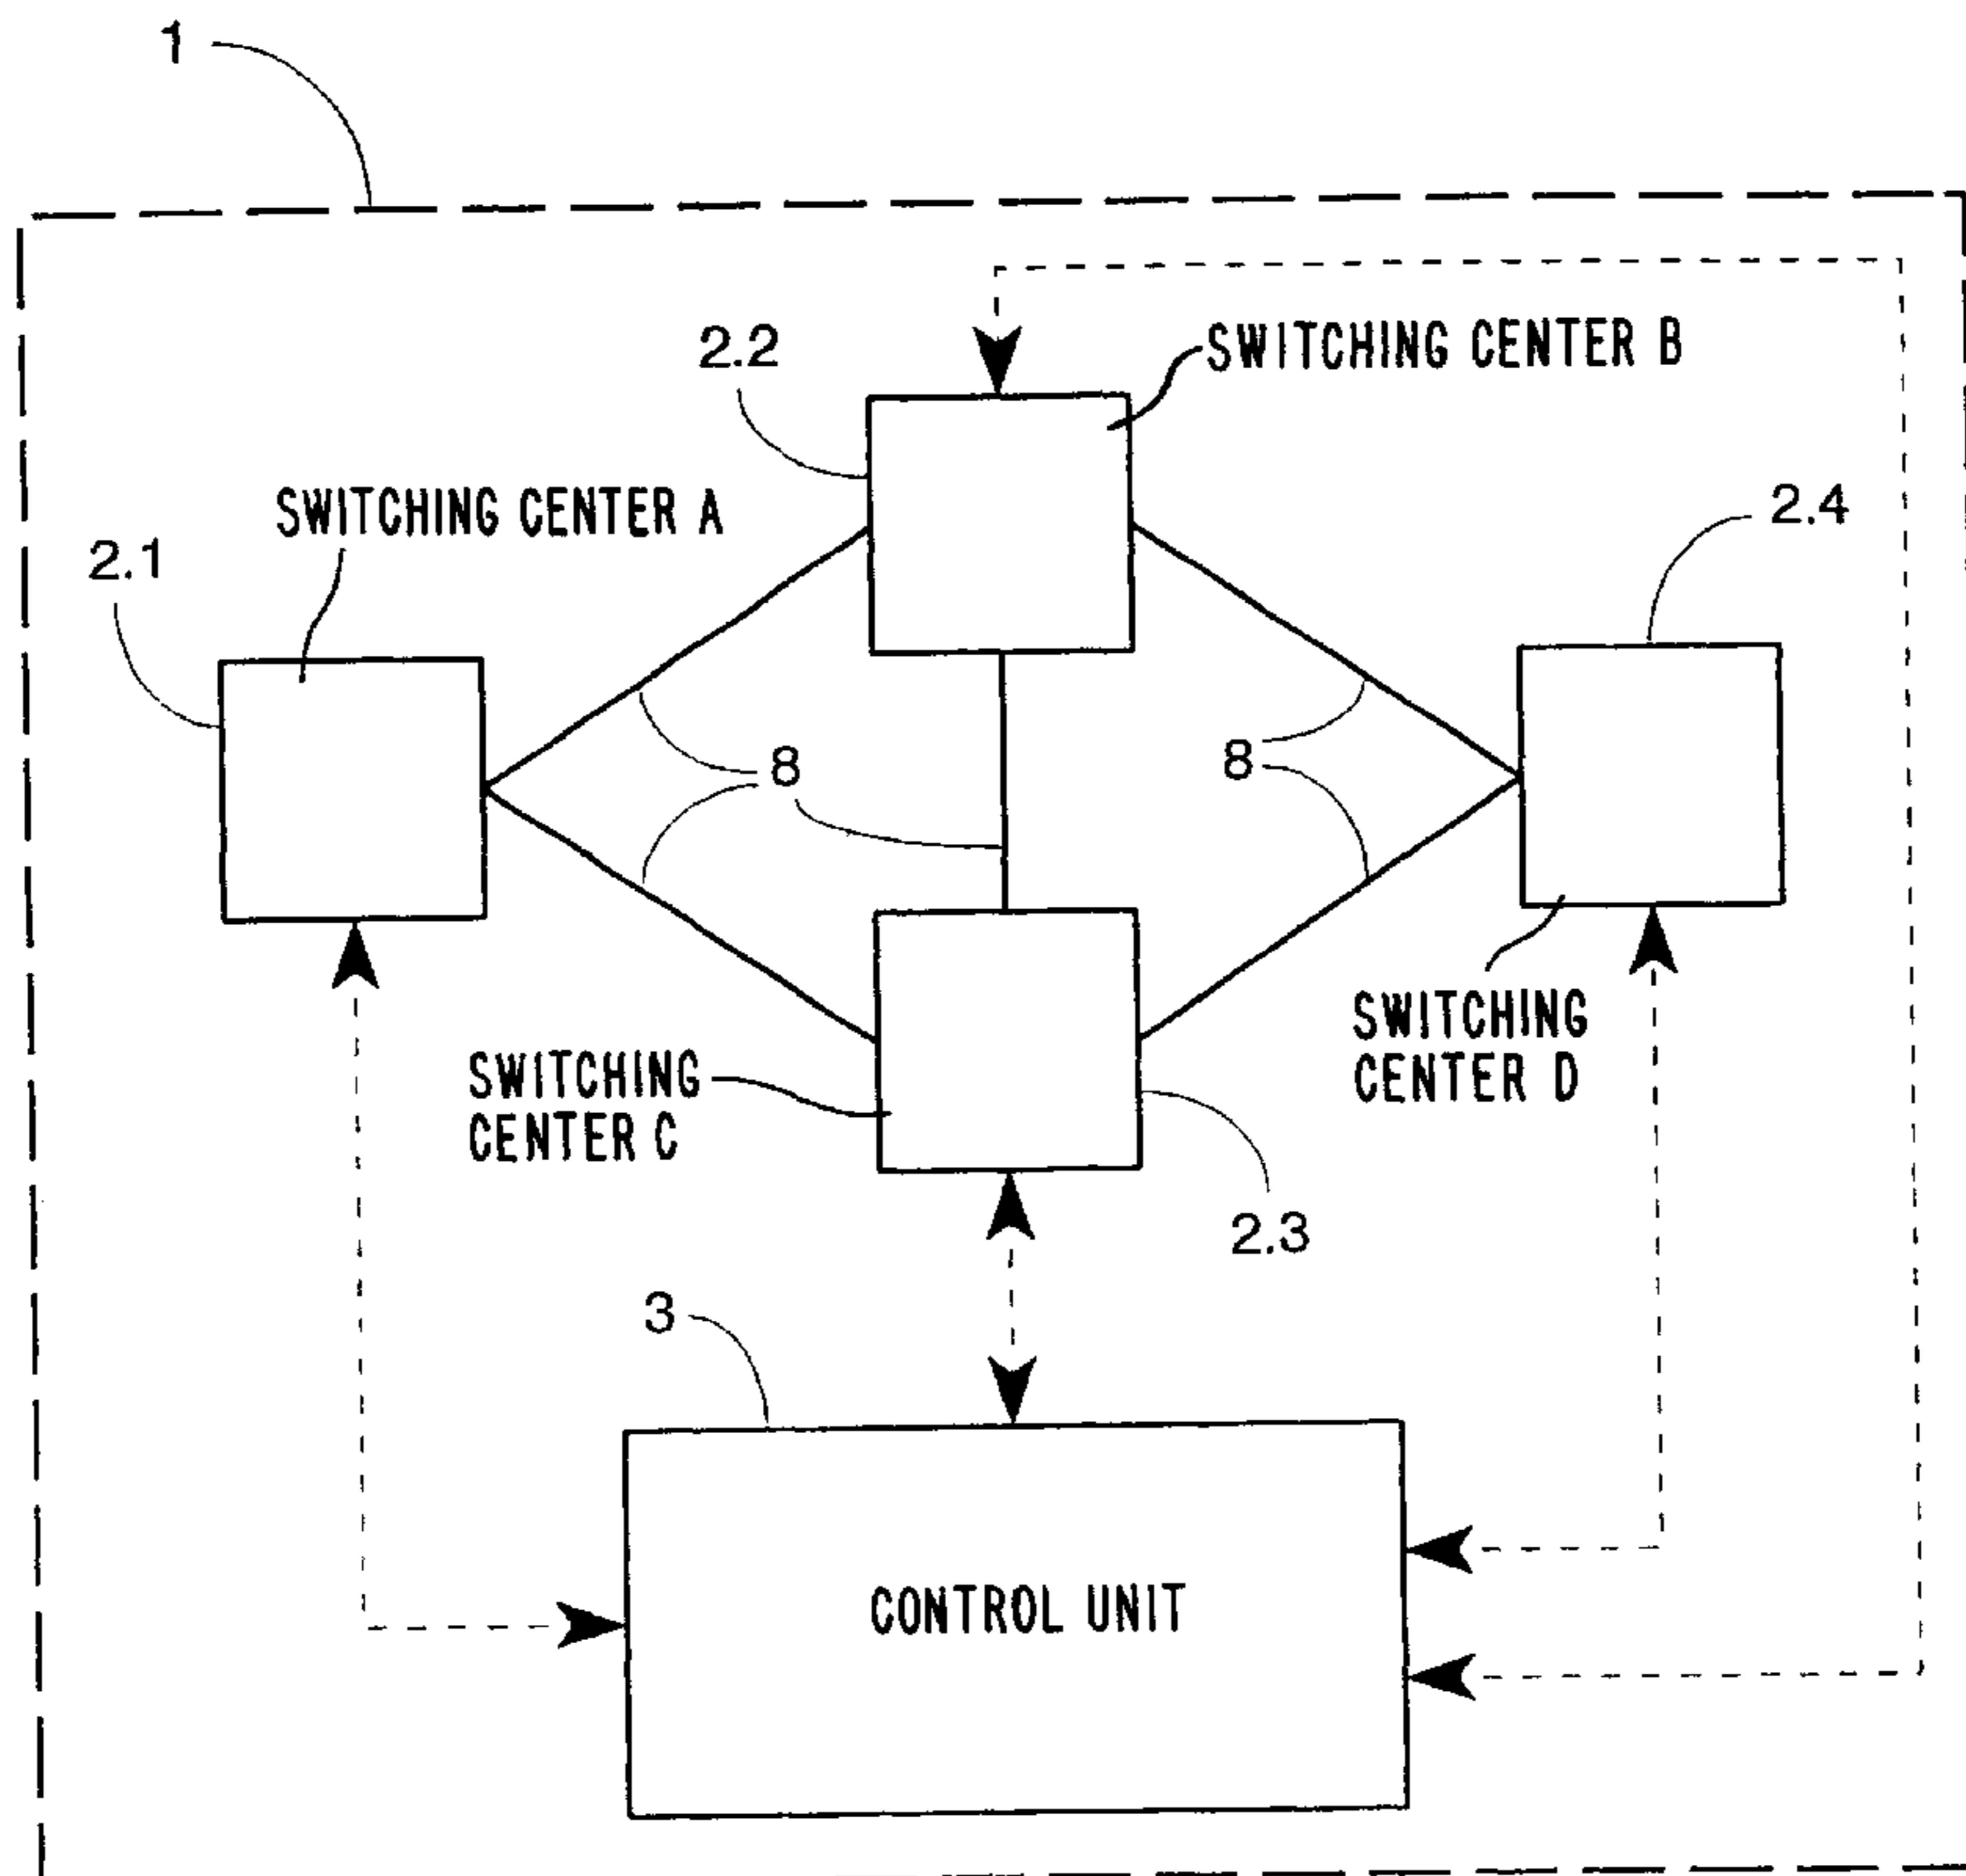 1
2.2
SWITCHING CENTER B
SWITCHING CENTER A
2.4
2.1
8
8
SWITCHING
CENTER D
SWITCHING
CENTER C
2.3
3
CONTROL UNIT